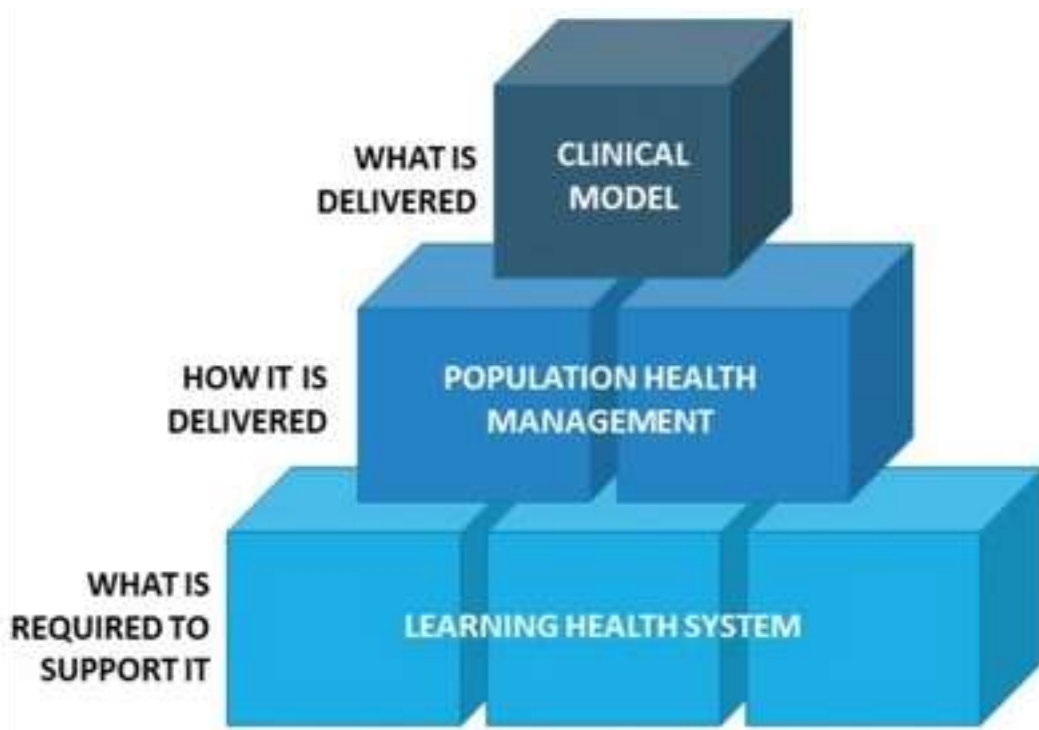 WHAT IS
DELIVERED
CLINICAL
MODEL
HOW IT IS
DELIVERED
POPULATION HEALTH
MANAGEMENT
WHAT IS
REQUIRED TO
SUPPORT IT
LEARNING HEALTH SYSTEM